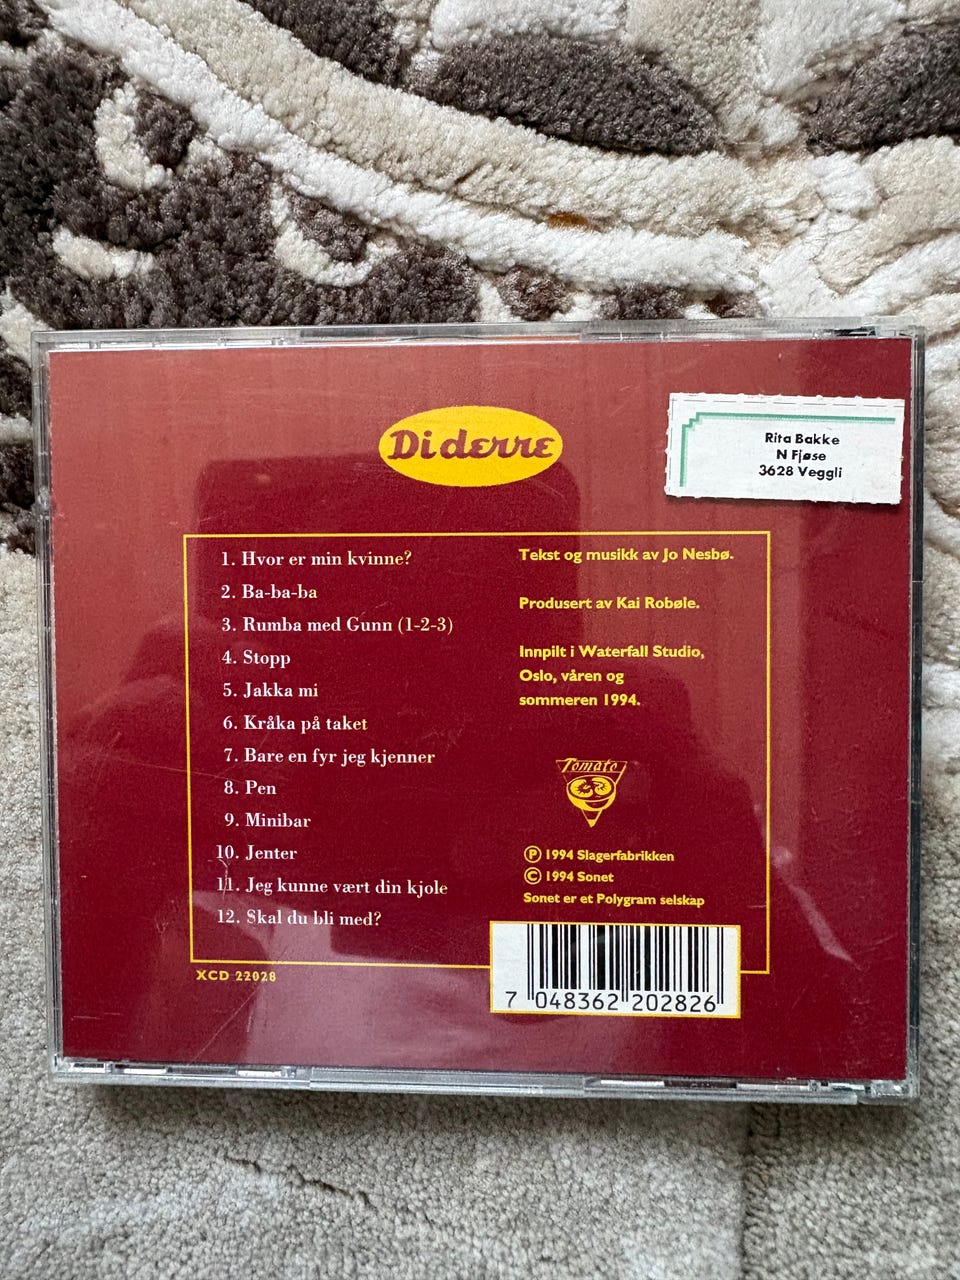 Di derre
Rita Bakke
N Fjøse
3628 Veggli
1. Hvor er min kvinne?
2. Ba-ba-ba
3. Rumba med Gunn (1-2-3)
4. Stopp
5. Jakka mi
6. Kråka på taket
7. Bare en fyr jeg kjenner
8. Pen
9. Minibar
10. Jenter
11. Jeg kunne vært din kjole
12. Skal du bli med?
XCD 22028
Tekst og musikk av Jo Nesbø.
Produsert av Kai Robøle.
Innpilt i Waterfall Studio,
Oslo, våren og
sommeren 1994.
Tomato
Ⓟ 1994 Slagerfabrikken
© 1994 Sonet
Sonet er et Polygram selskap
7 048362 202826